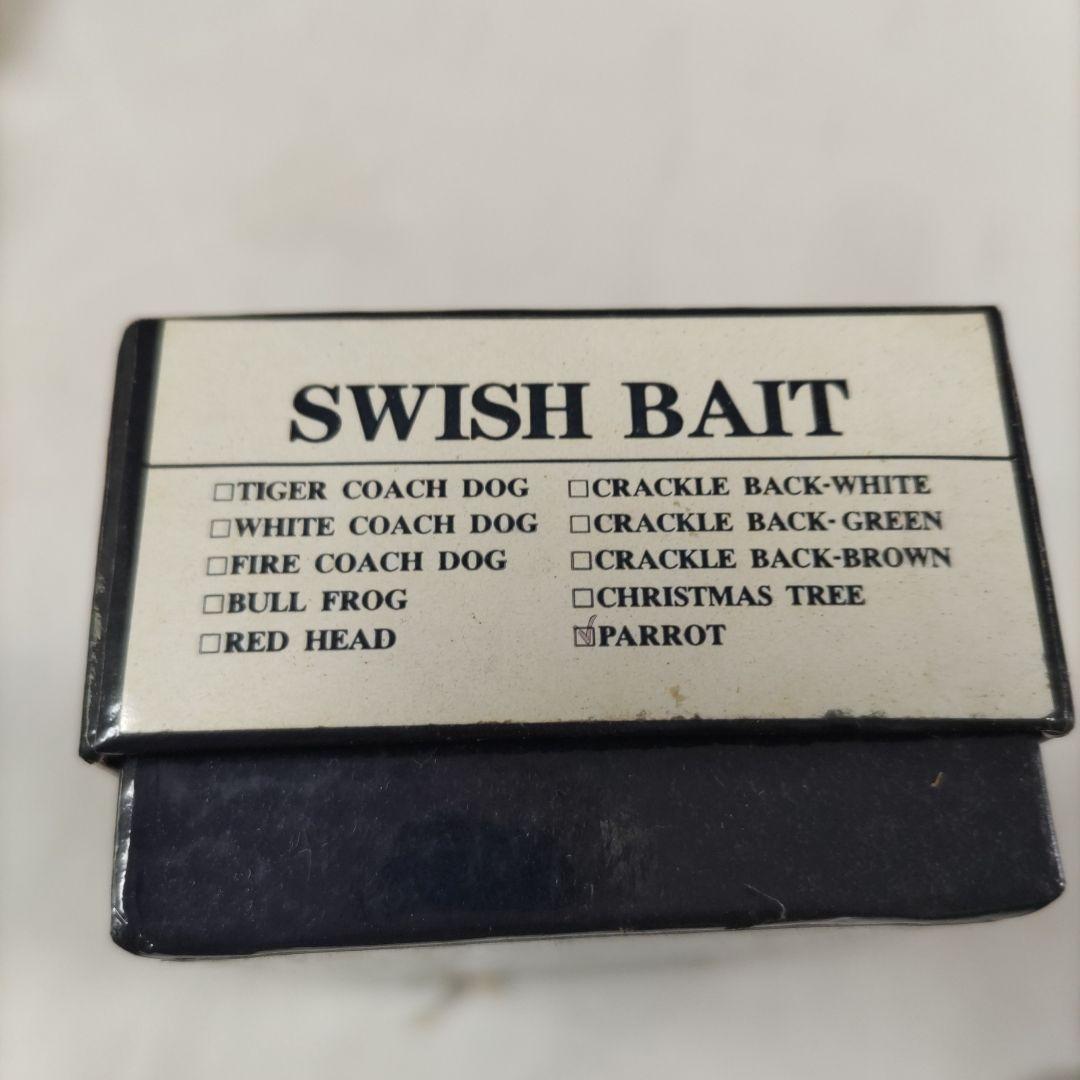 SWISH BAIT
☐TIGER COACH DOG
☐WHITE COACH DOG
☐FIRE COACH DOG
☐BULL FROG
☐RED HEAD
☐CRACKLE BACK-WHITE
☐CRACKLE BACK-GREEN
☐CRACKLE BACK-BROWN
☐CHRISTMAS TREE
☑PARROT